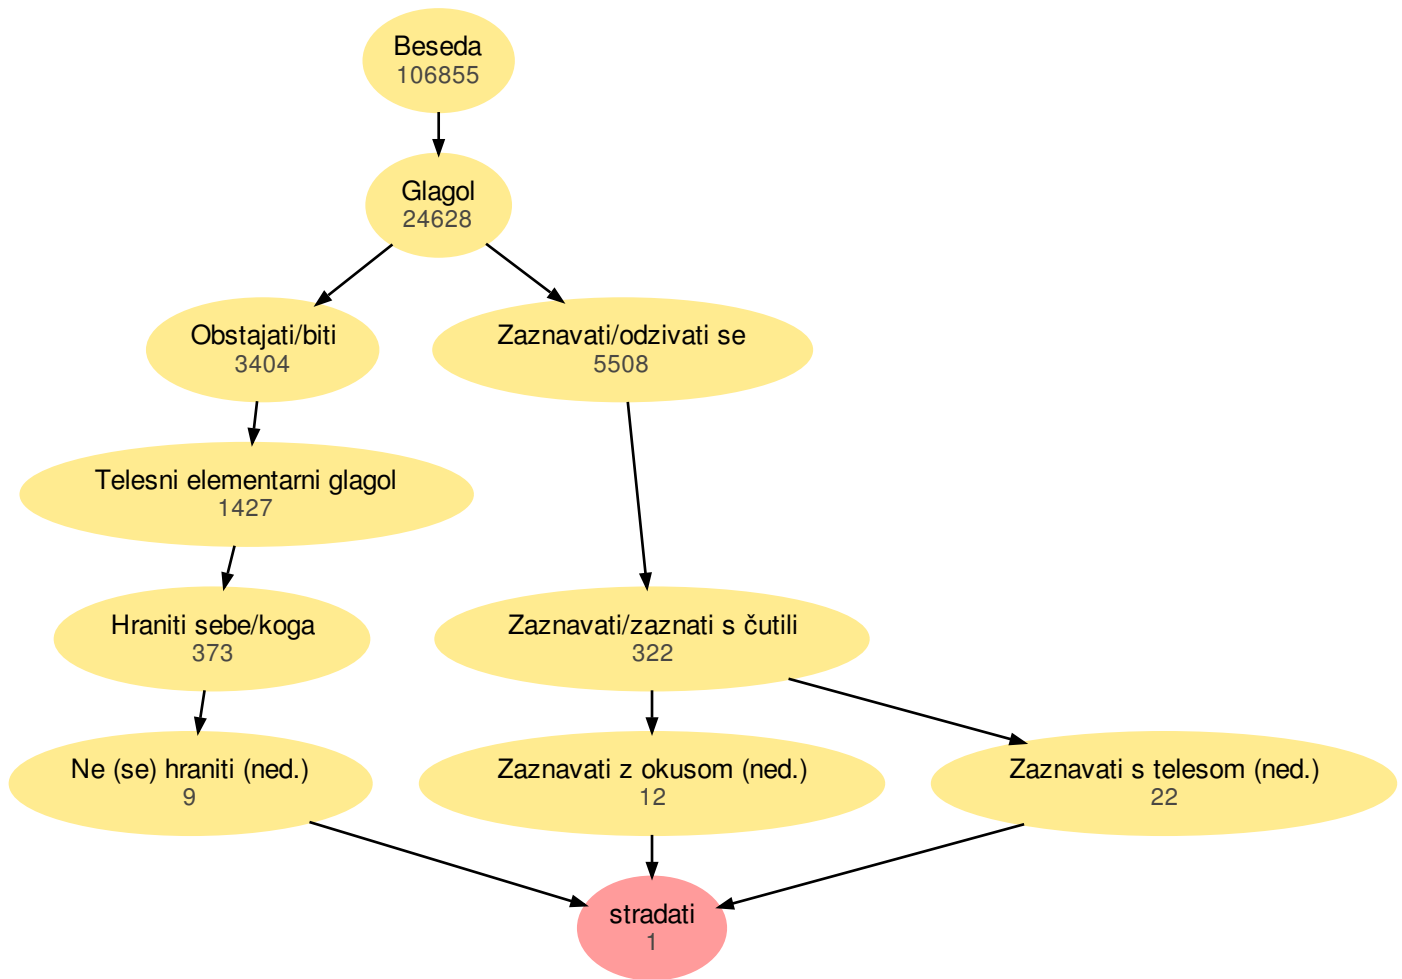 Beseda
106855
Glagol
24628
Obstajati/biti
3404
Zaznavati/odzivati se
5508
Telesni elementarni glagol
1427
Hraniti sebe/koga
373
Zaznavati/zaznati s čutili
322
Ne (se) hraniti (ned.)
9
Zaznavati z okusom (ned.)
12
Zaznavati s telesom (ned.)
22
stradati
1